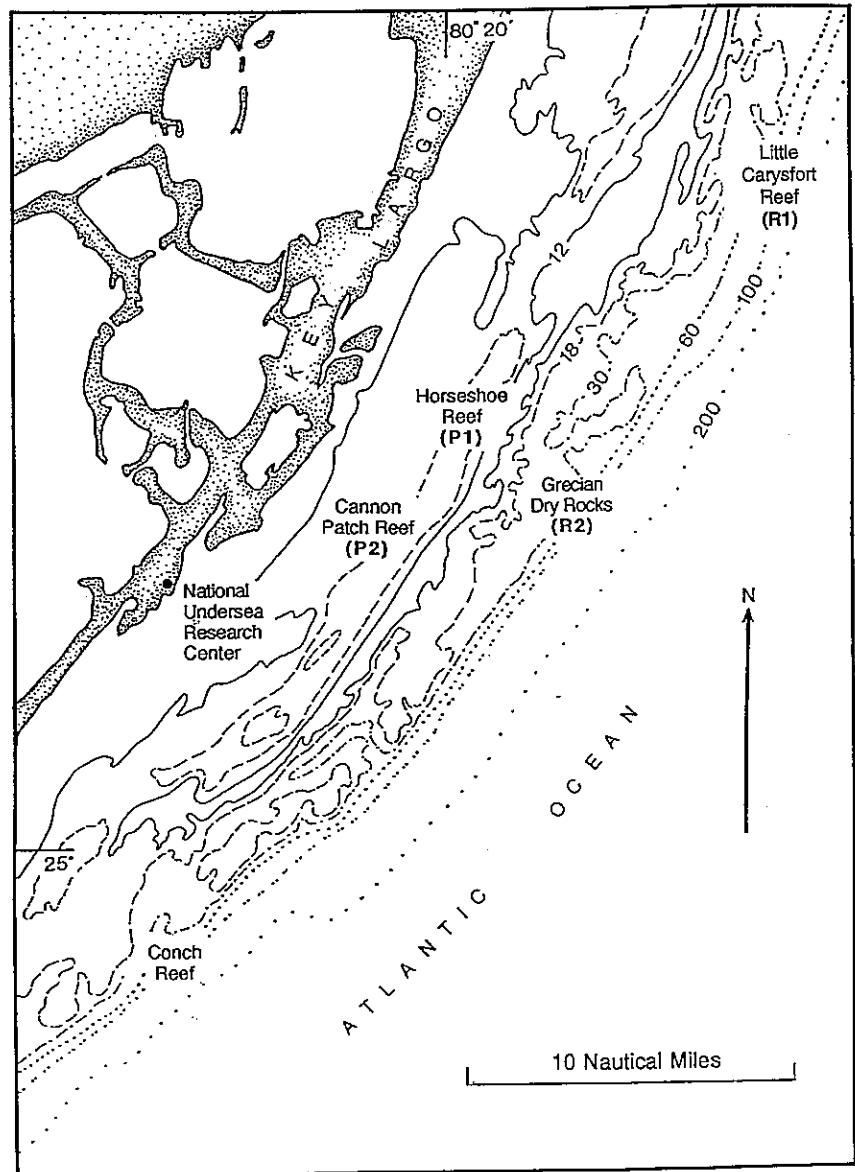 80° 20'
KEY LARGO
Little
Carysfort
Reef
(R1)
12
100
60
18
30
200
Horseshoe
Reef
(P1)
Grecian
Dry Rocks
(R2)
Cannon
Patch Reef
(P2)
National
Undersea
Research
Center
N
ATLANTIC OCEAN
25°
Conch
Reef
10 Nautical Miles